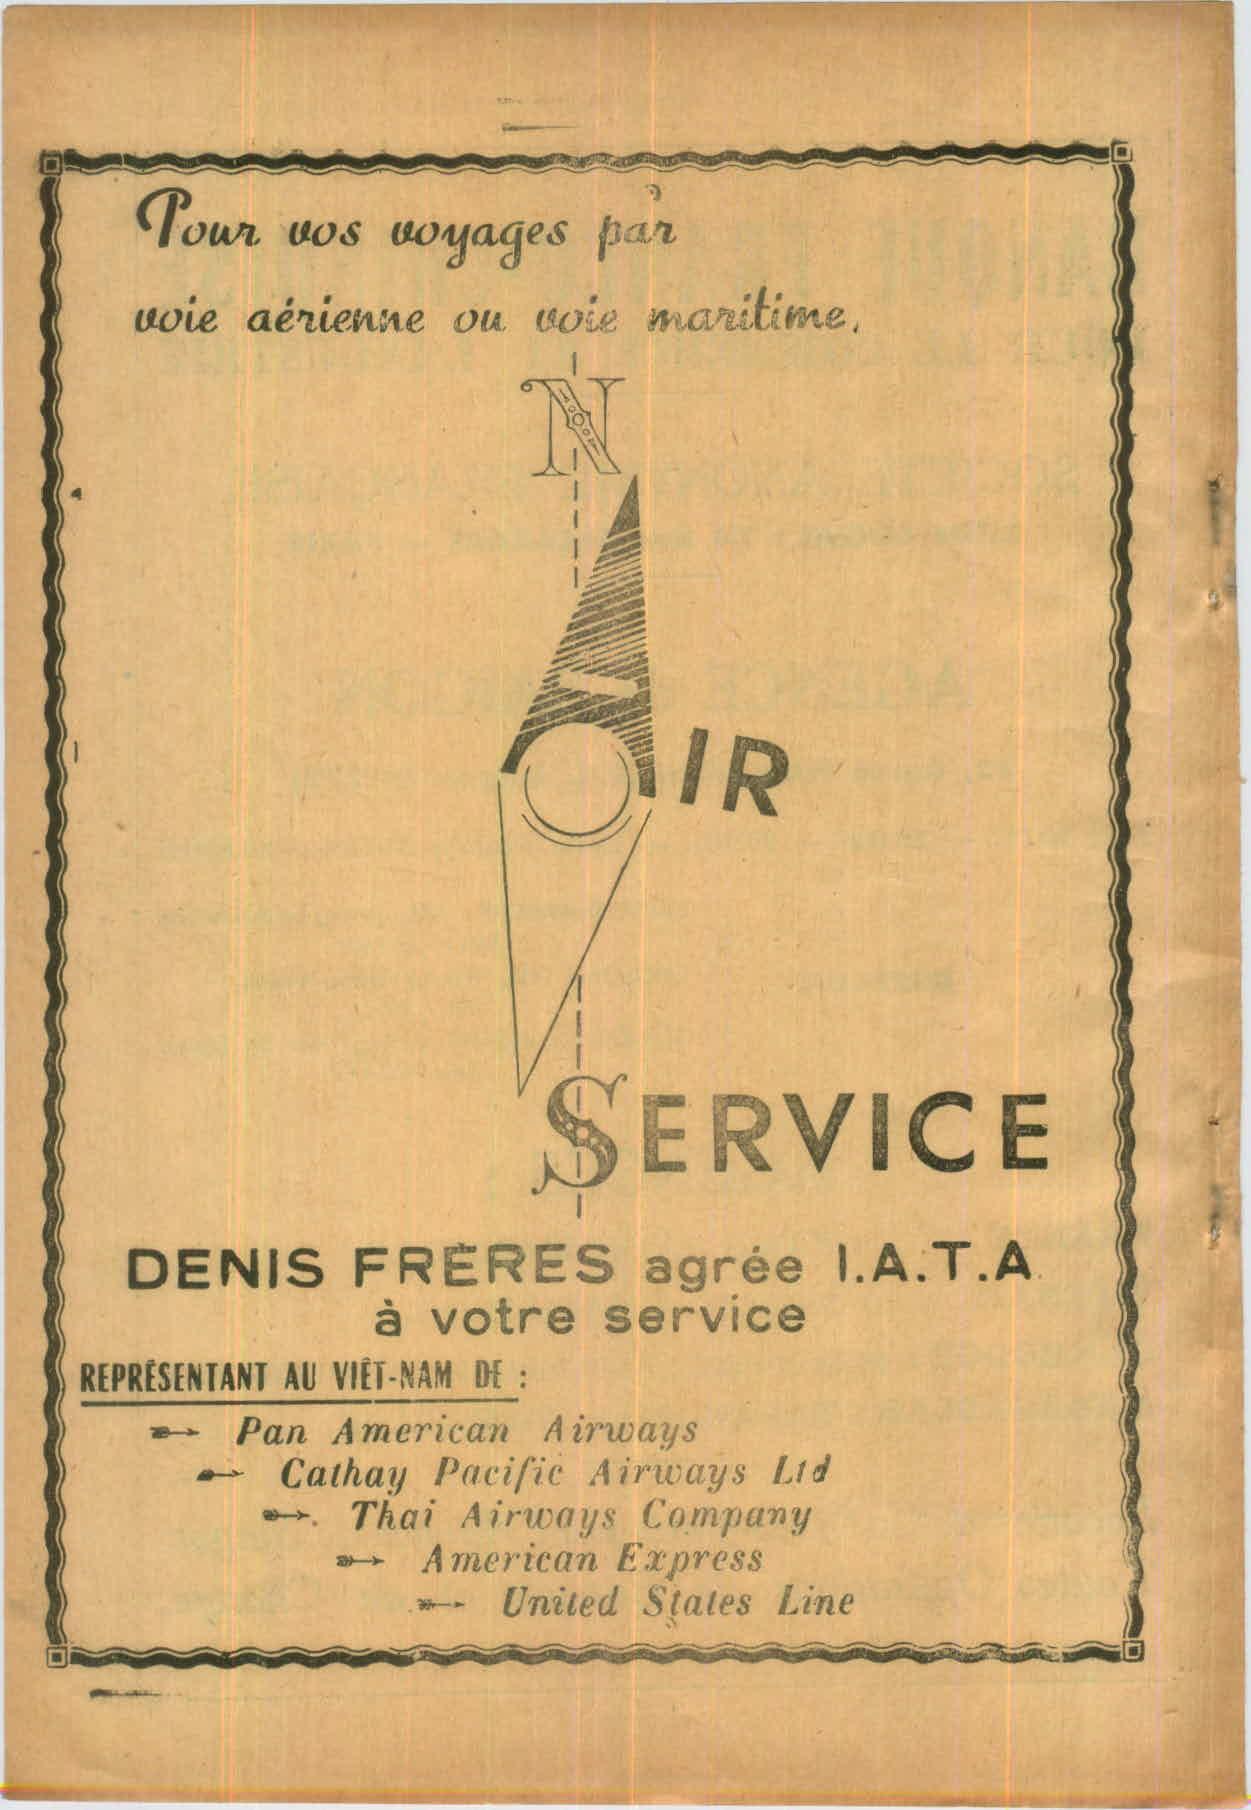 Pour vos voyages par
voie aérienne ou voie maritime.
N
AIR
SERVICE
DENIS FRÈRES agrée I.A.T.A.
à votre service
REPRÉSENTANT AU VIÊT-NAM DE :
Pan American Airways
Cathay Pacific Airways Ltd
Thai Airways Company
American Express
United States Line